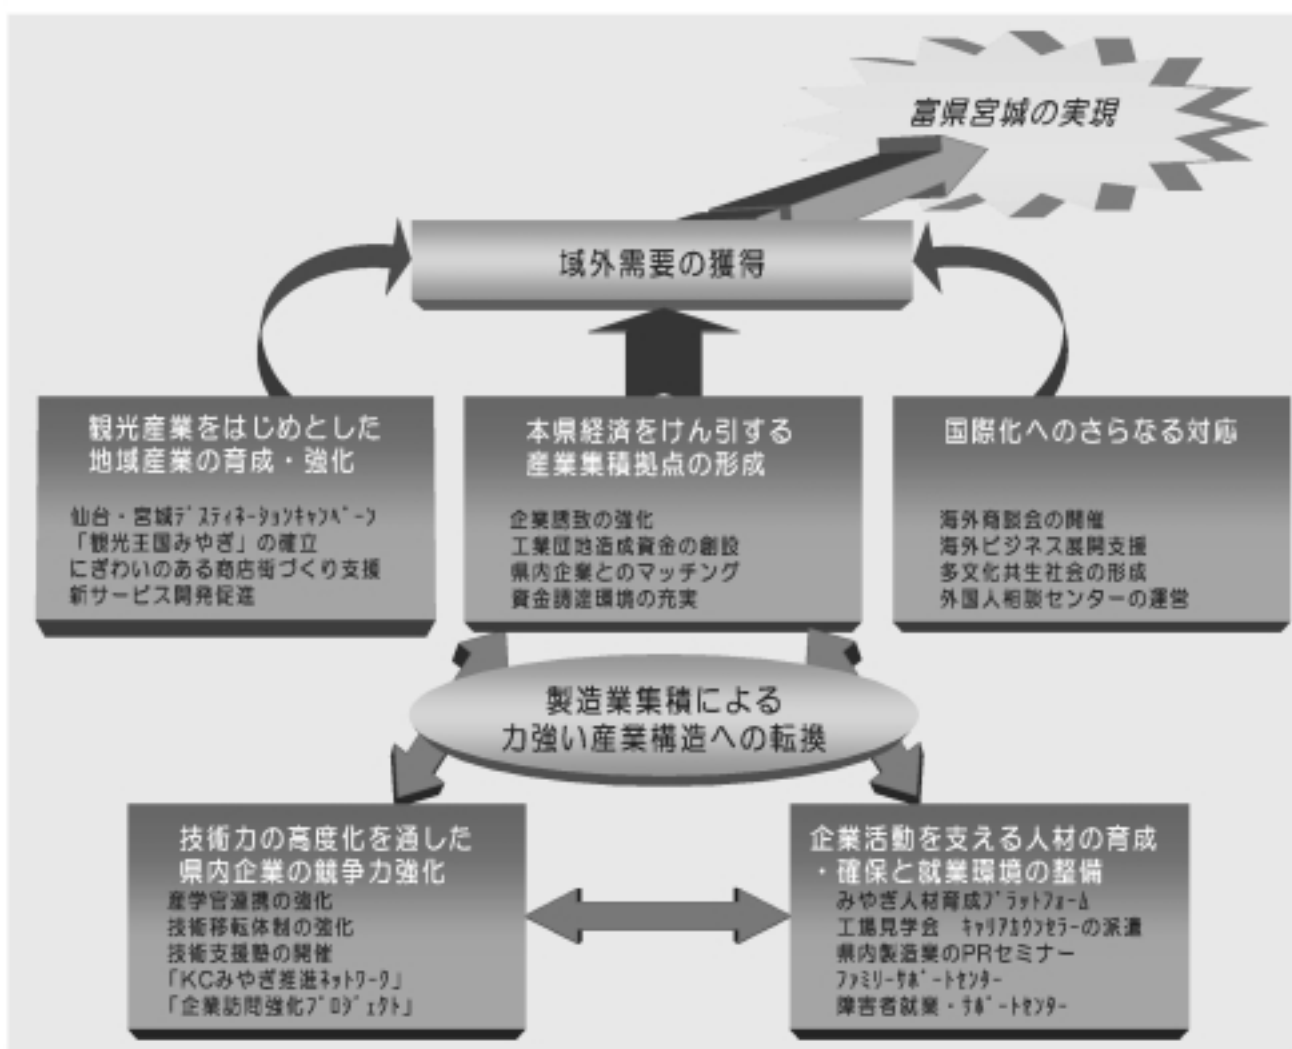 富県宮城の実現
域外需要の獲得
観光産業をはじめとした
地域産業の育成・強化
仙台・宮城ﾃﾞｽﾃｨﾈｰｼｮﾝｷｬﾝﾍﾟｰﾝ
「観光王国みやぎ」の確立
にぎわいのある商店街づくり支援
新サービス開発促進
本県経済をけん引する
産業集積拠点の形成
企業誘致の強化
工業団地造成資金の創設
県内企業とのマッチング
資金調達環境の充実
国際化へのさらなる対応
海外商談会の開催
海外ビジネス展開支援
多文化共生社会の形成
外国人相談センターの運営
製造業集積による
力強い産業構造への転換
技術力の高度化を通した
県内企業の競争力強化
産学官連携の強化
技術移転体制の強化
技術支援塾の開催
「KCみやぎ推進ﾈｯﾄﾜｰｸ」
「企業訪問強化ﾌﾟﾛｼﾞｪｸﾄ」
企業活動を支える人材の育成
・確保と就業環境の整備
みやぎ人材育成ﾌﾟﾗｯﾄﾌｫｰﾑ
工場見学会　ｷｬﾘｱｶｳﾝｾﾗｰの派遣
県内製造業のPRセミナー
ﾌｧﾐﾘｰｻﾎﾟｰﾄｾﾝﾀｰ
障害者就業・ｻﾎﾟｰﾄｾﾝﾀｰ